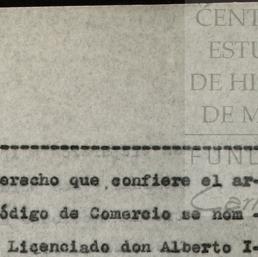 CENT
ESTU
DE HI
DE M
FUND
erecho que confiere el ar-
ódigo de Comercio se nom -
Licenciado don Alberto I-